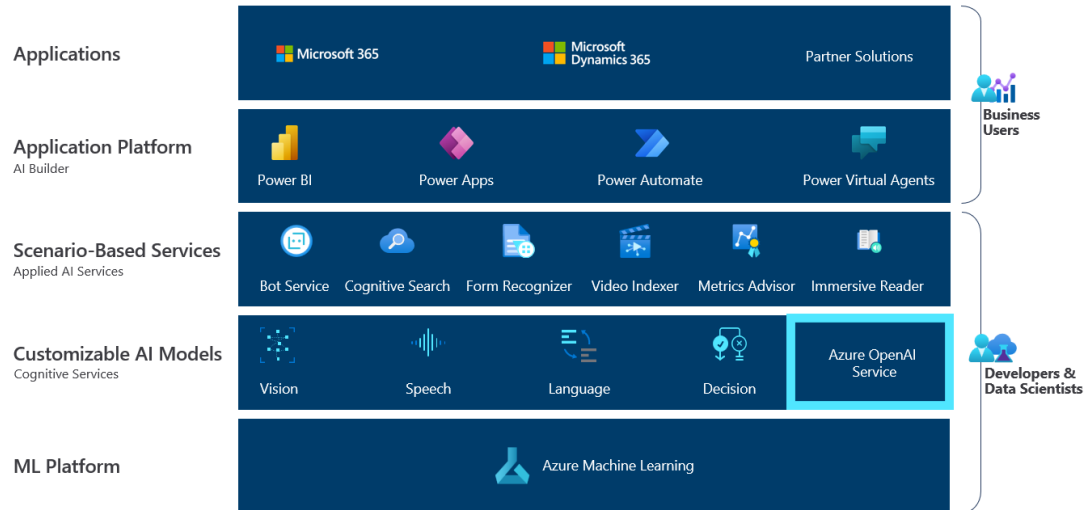 Applications
Microsoft 365
Microsoft
Dynamics 365
Partner Solutions
Business
Users
Application Platform
AI Builder
Power BI
Power Apps
Power Automate
Power Virtual Agents
Scenario-Based Services
Applied AI Services
Bot Service
Cognitive Search
Form Recognizer
Video Indexer
Metrics Advisor
Immersive Reader
Customizable AI Models
Cognitive Services
Vision
Speech
Language
Decision
Azure OpenAI
Service
Developers &
Data Scientists
ML Platform
Azure Machine Learning